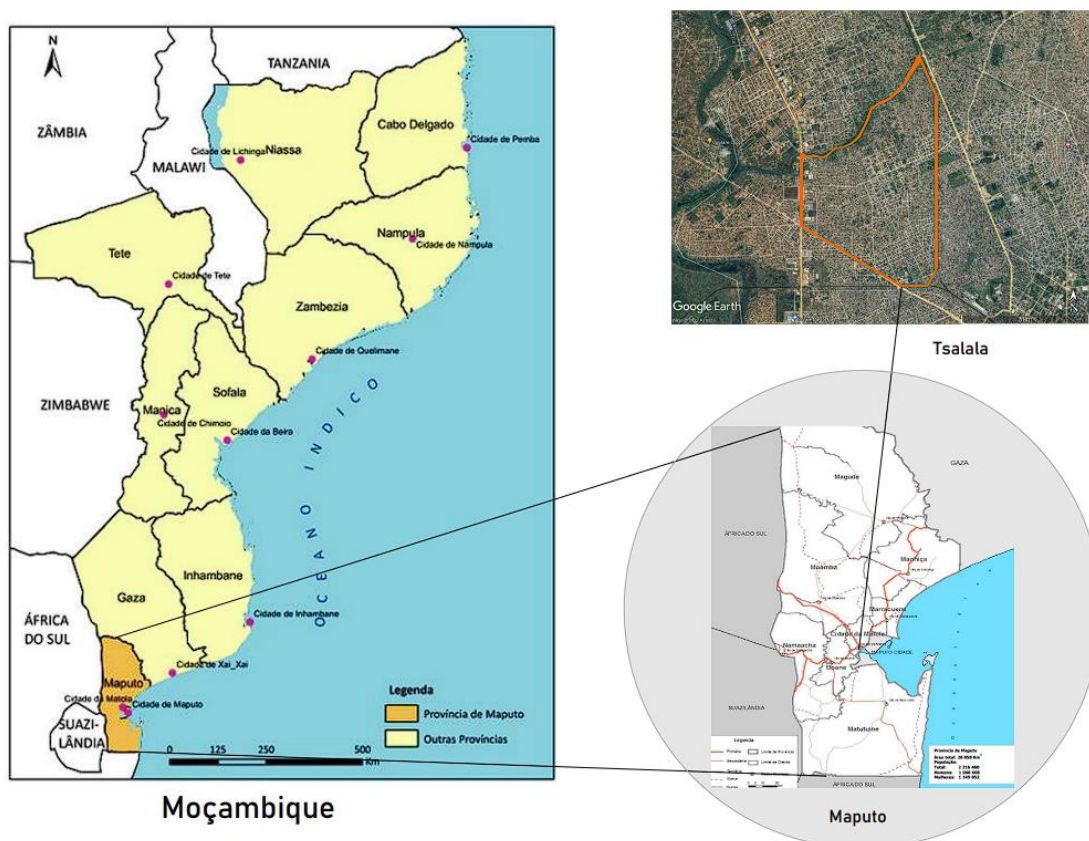 N
TANZANIA
ZÂMBIA
MALAWI
Cabo Delgado
Cidade de Pemba
Cidade de Lichinga
Niassa
Nampula
Cidade de Nampula
Tete
Cidade de Tete
Zambezia
Cidade de Quelimane
ZIMBABWE
Sofala
Manica
Cidade de Chimoio
Cidade da Beira
OCEANO INDICO
Inhambane
Gaza
Cidade de Inhambane
ÁFRICA
DO SUL
Cidade de Xai_Xai
Maputo
Cidade da Matola
Cidade de Maputo
SUAZI-
LÂNDIA
Legenda
Província de Maputo
Outras Províncias
0 125 250 500
Km
Moçambique
Google Earth
Tsalala
GAZA
Magude
ÁFRICA DO SUL
Moamba
Manhiça
Marracuene
Cidade da Matola
MAPUTO CIDADE
Namaacha
Boane
SUAZILÂNDIA
Matutuine
Legenda
ÁFRICA DO SUL
Província de Maputo
População:
Maputo